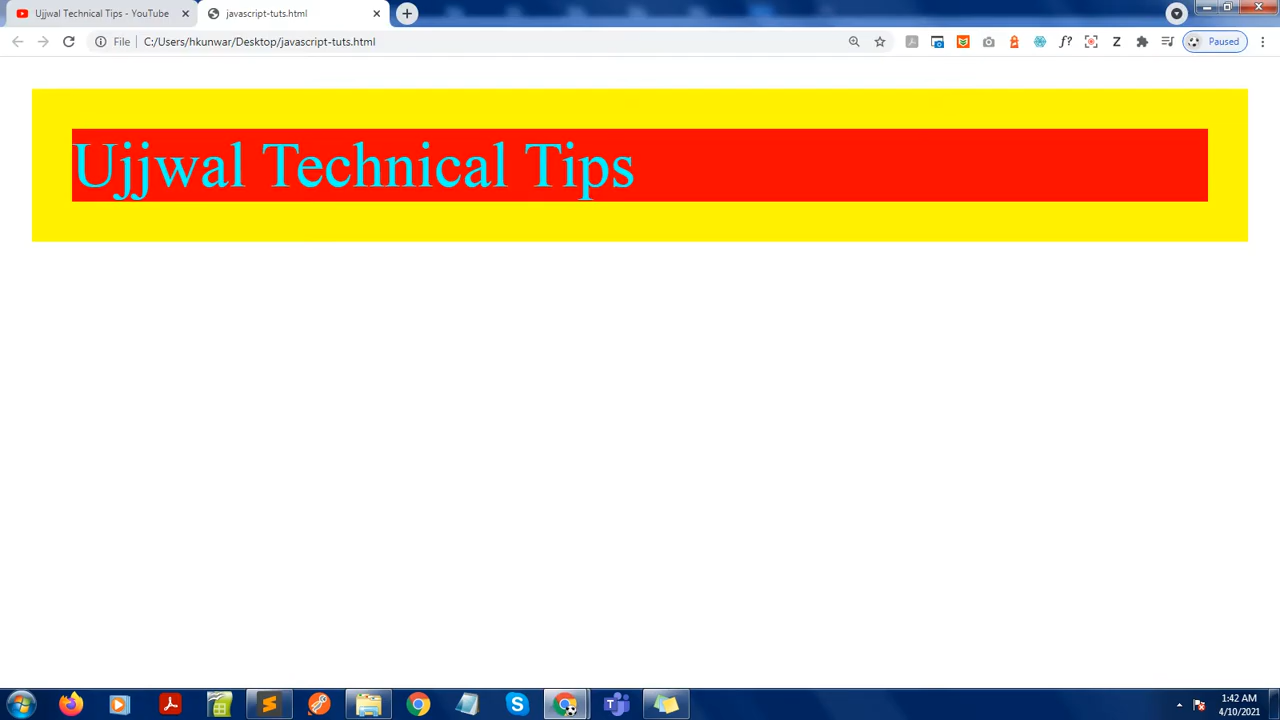 Ujjwal Technical Tips - YouTube
javascript-tuts.html
File
C:/Users/hkunwar/Desktop/javascript-tuts.html
f?
Z
Paused
Ujjwal Technical Tips
1:42 AM
4/10/2021